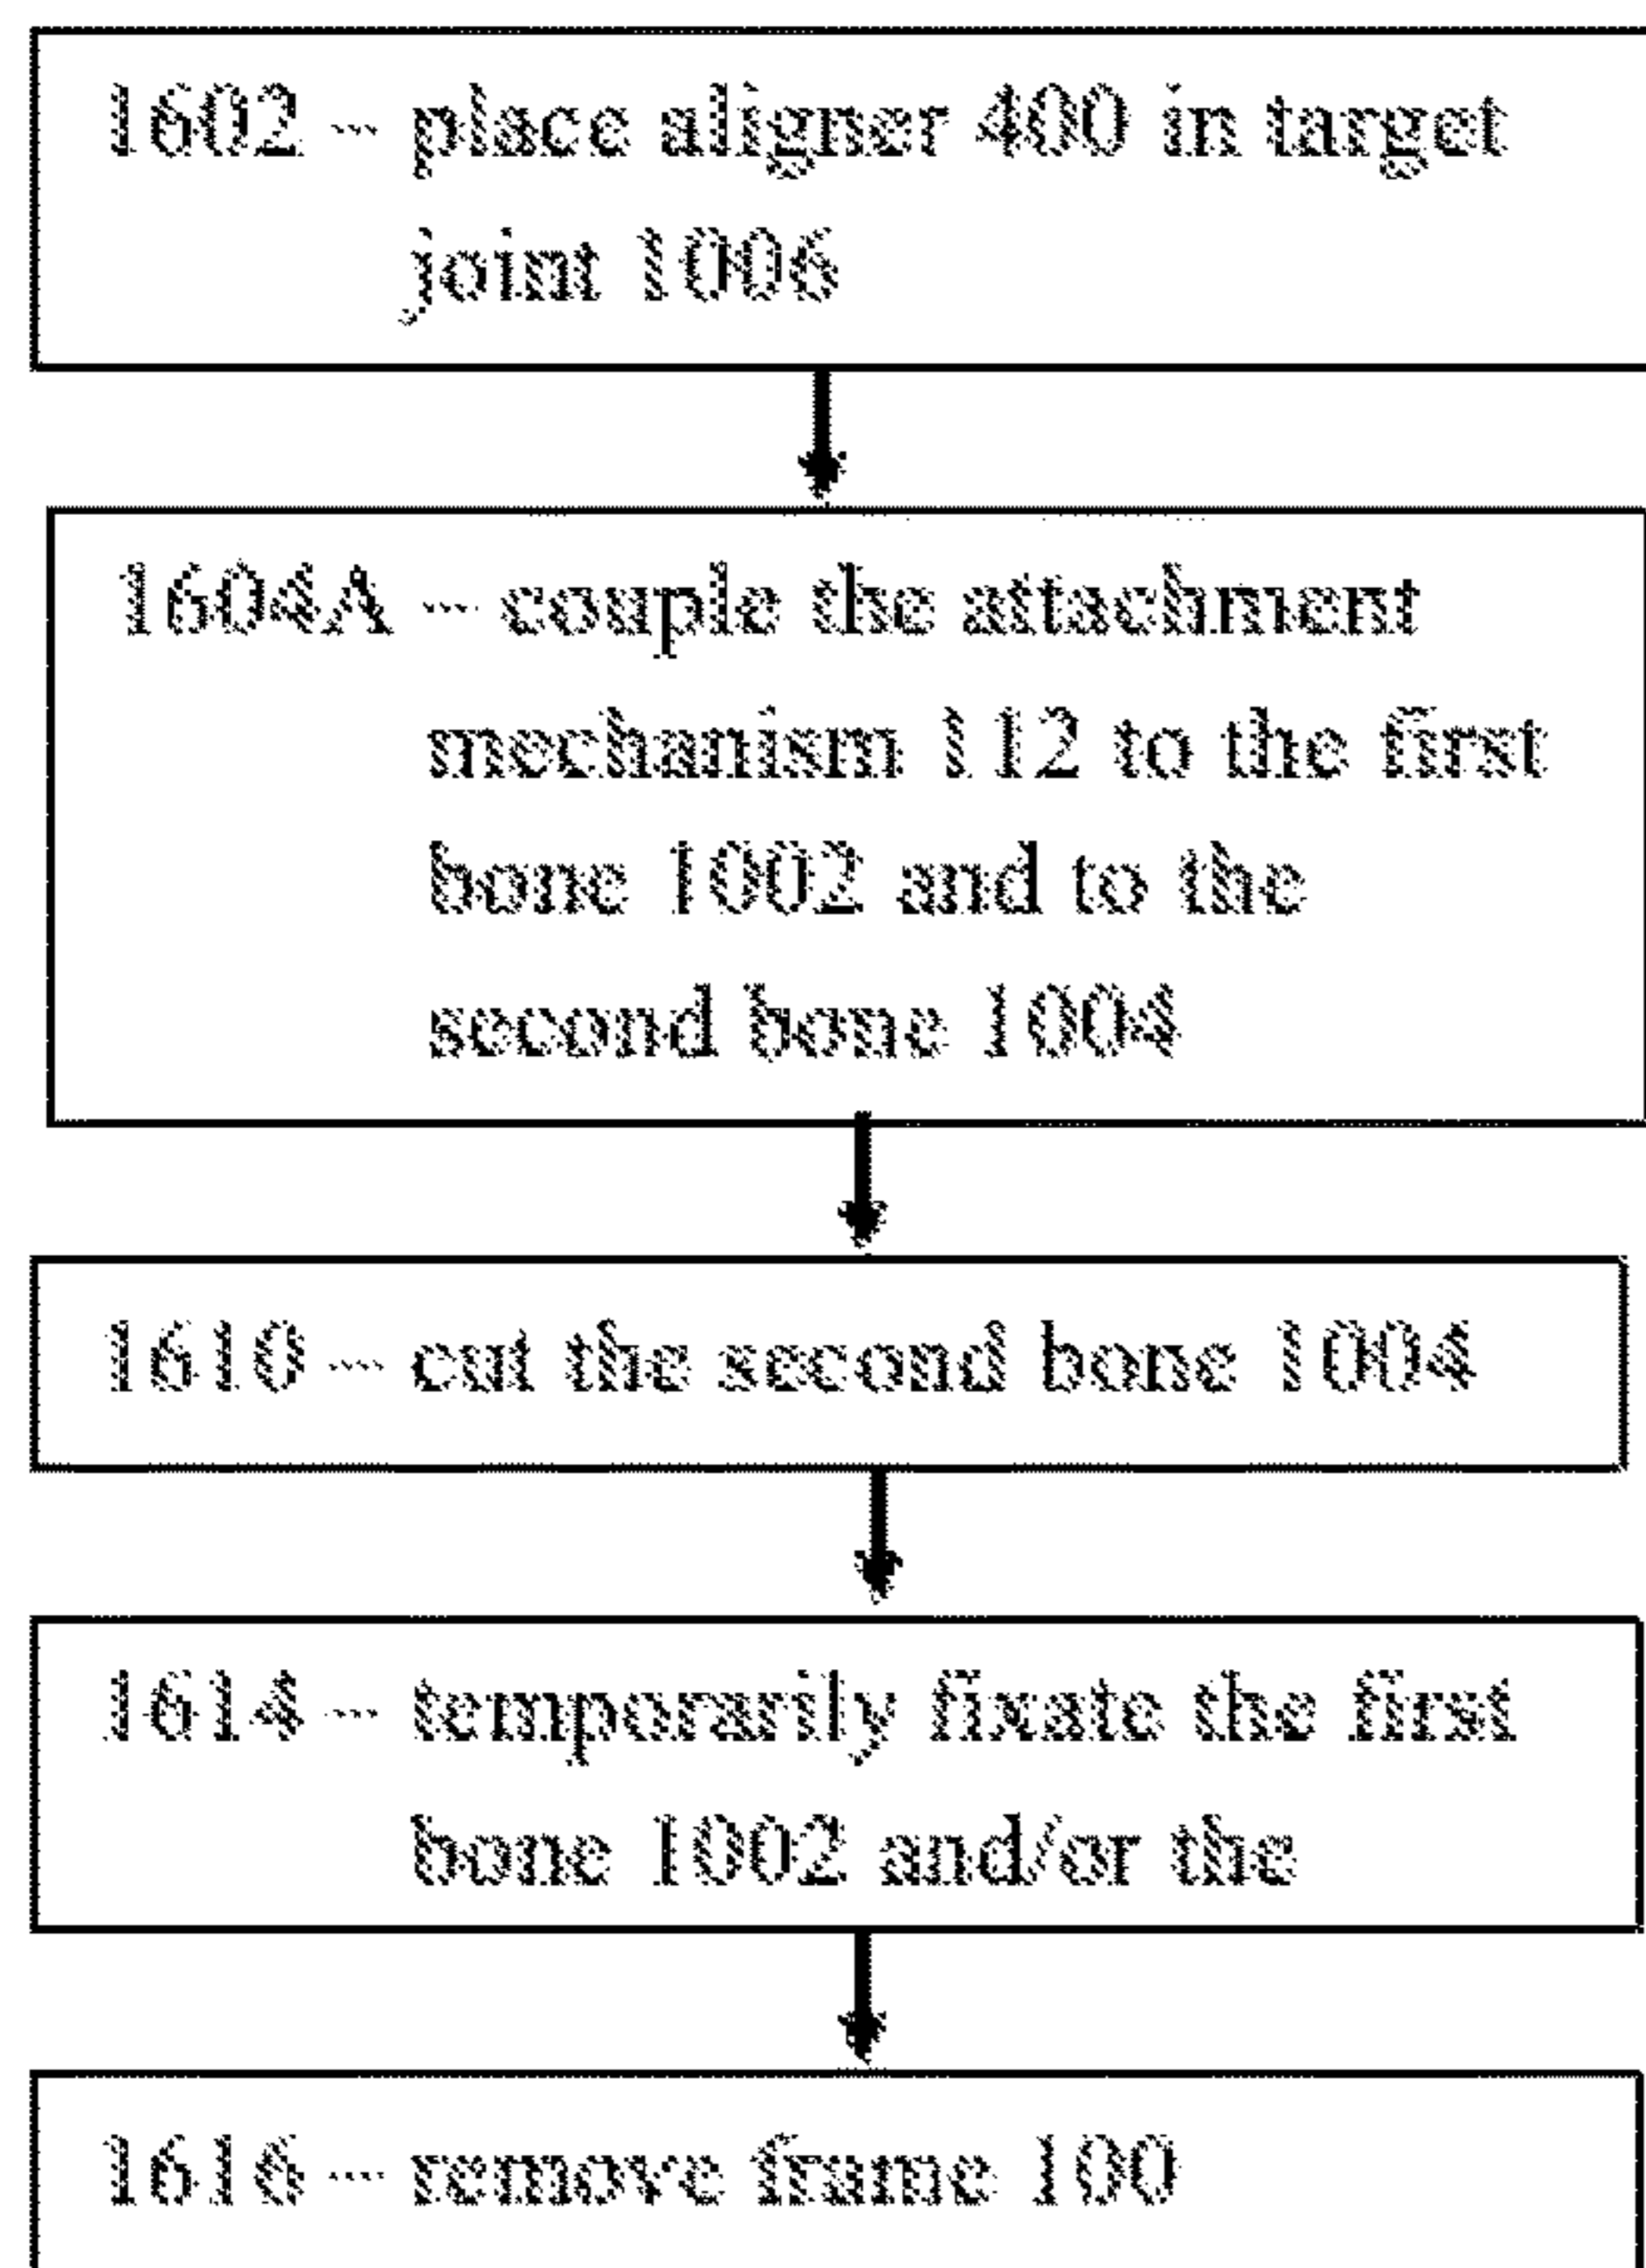 1602 – place aligner 400 in target
joint 1006
1604A – couple the attachment
mechanism 112 to the first
bone 1002 and to the
second bone 1004
1610 – cut the second bone 1004
1614 – temporarily fixate the first
bone 1002 and/or the
1616 – remove frame 100